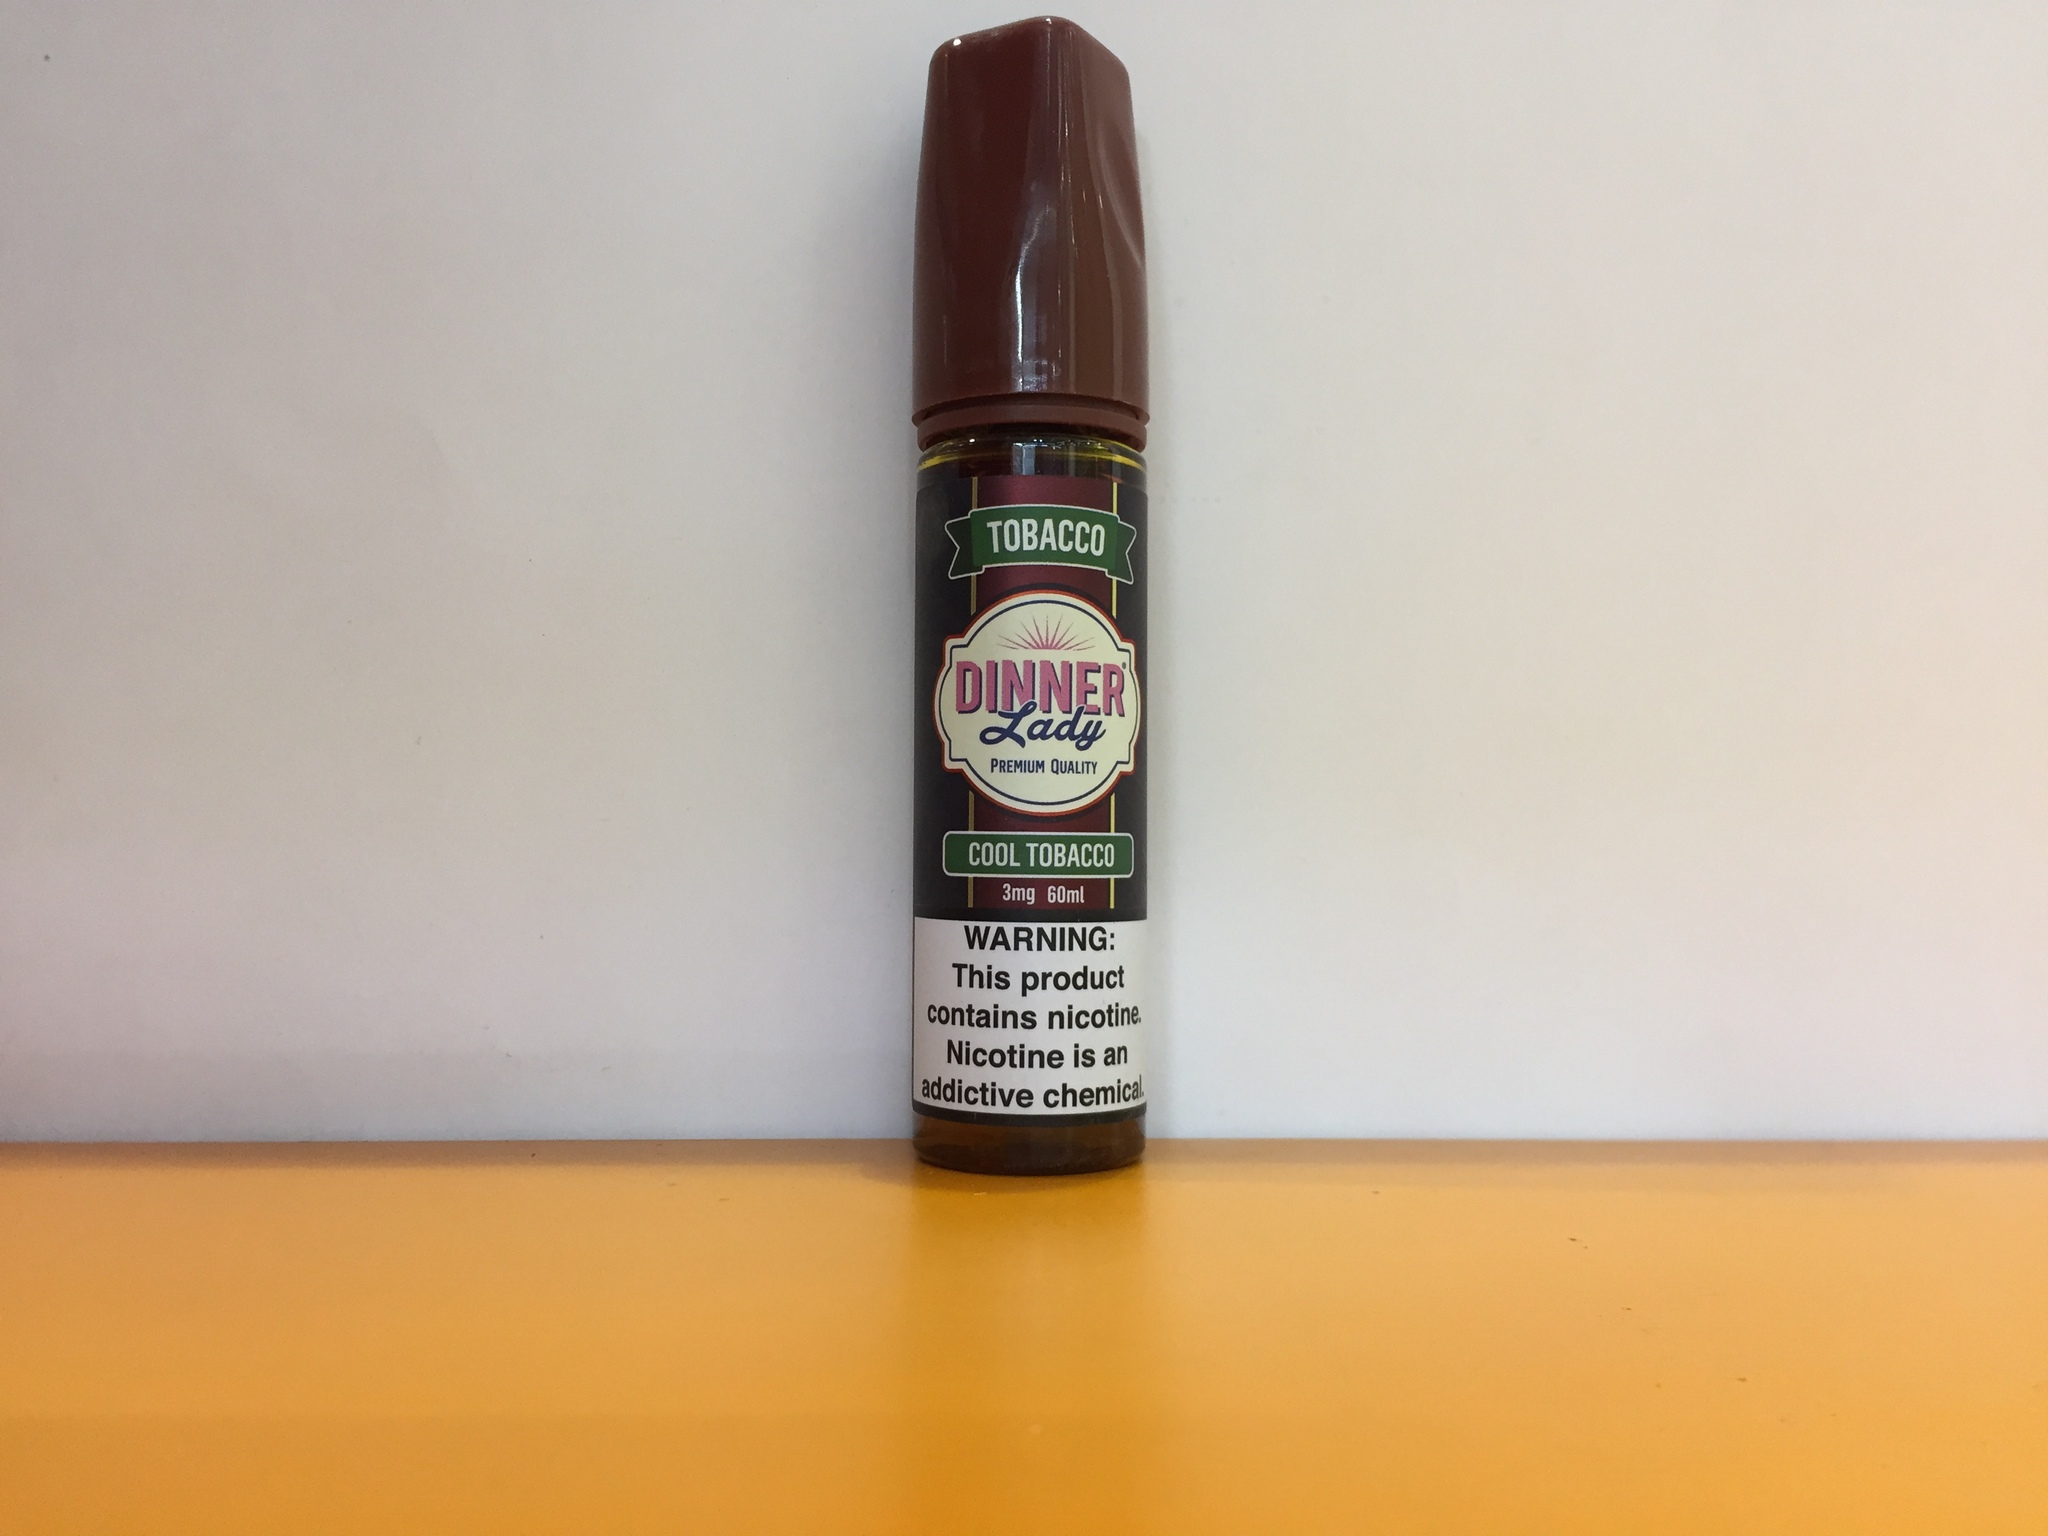 TOBACCO
DINNER
Lady
PREMIUM QUALITY
COOL TOBACCO
3mg 60ml
WARNING:
This product
contains nicotine.
Nicotine is an
addictive chemical.